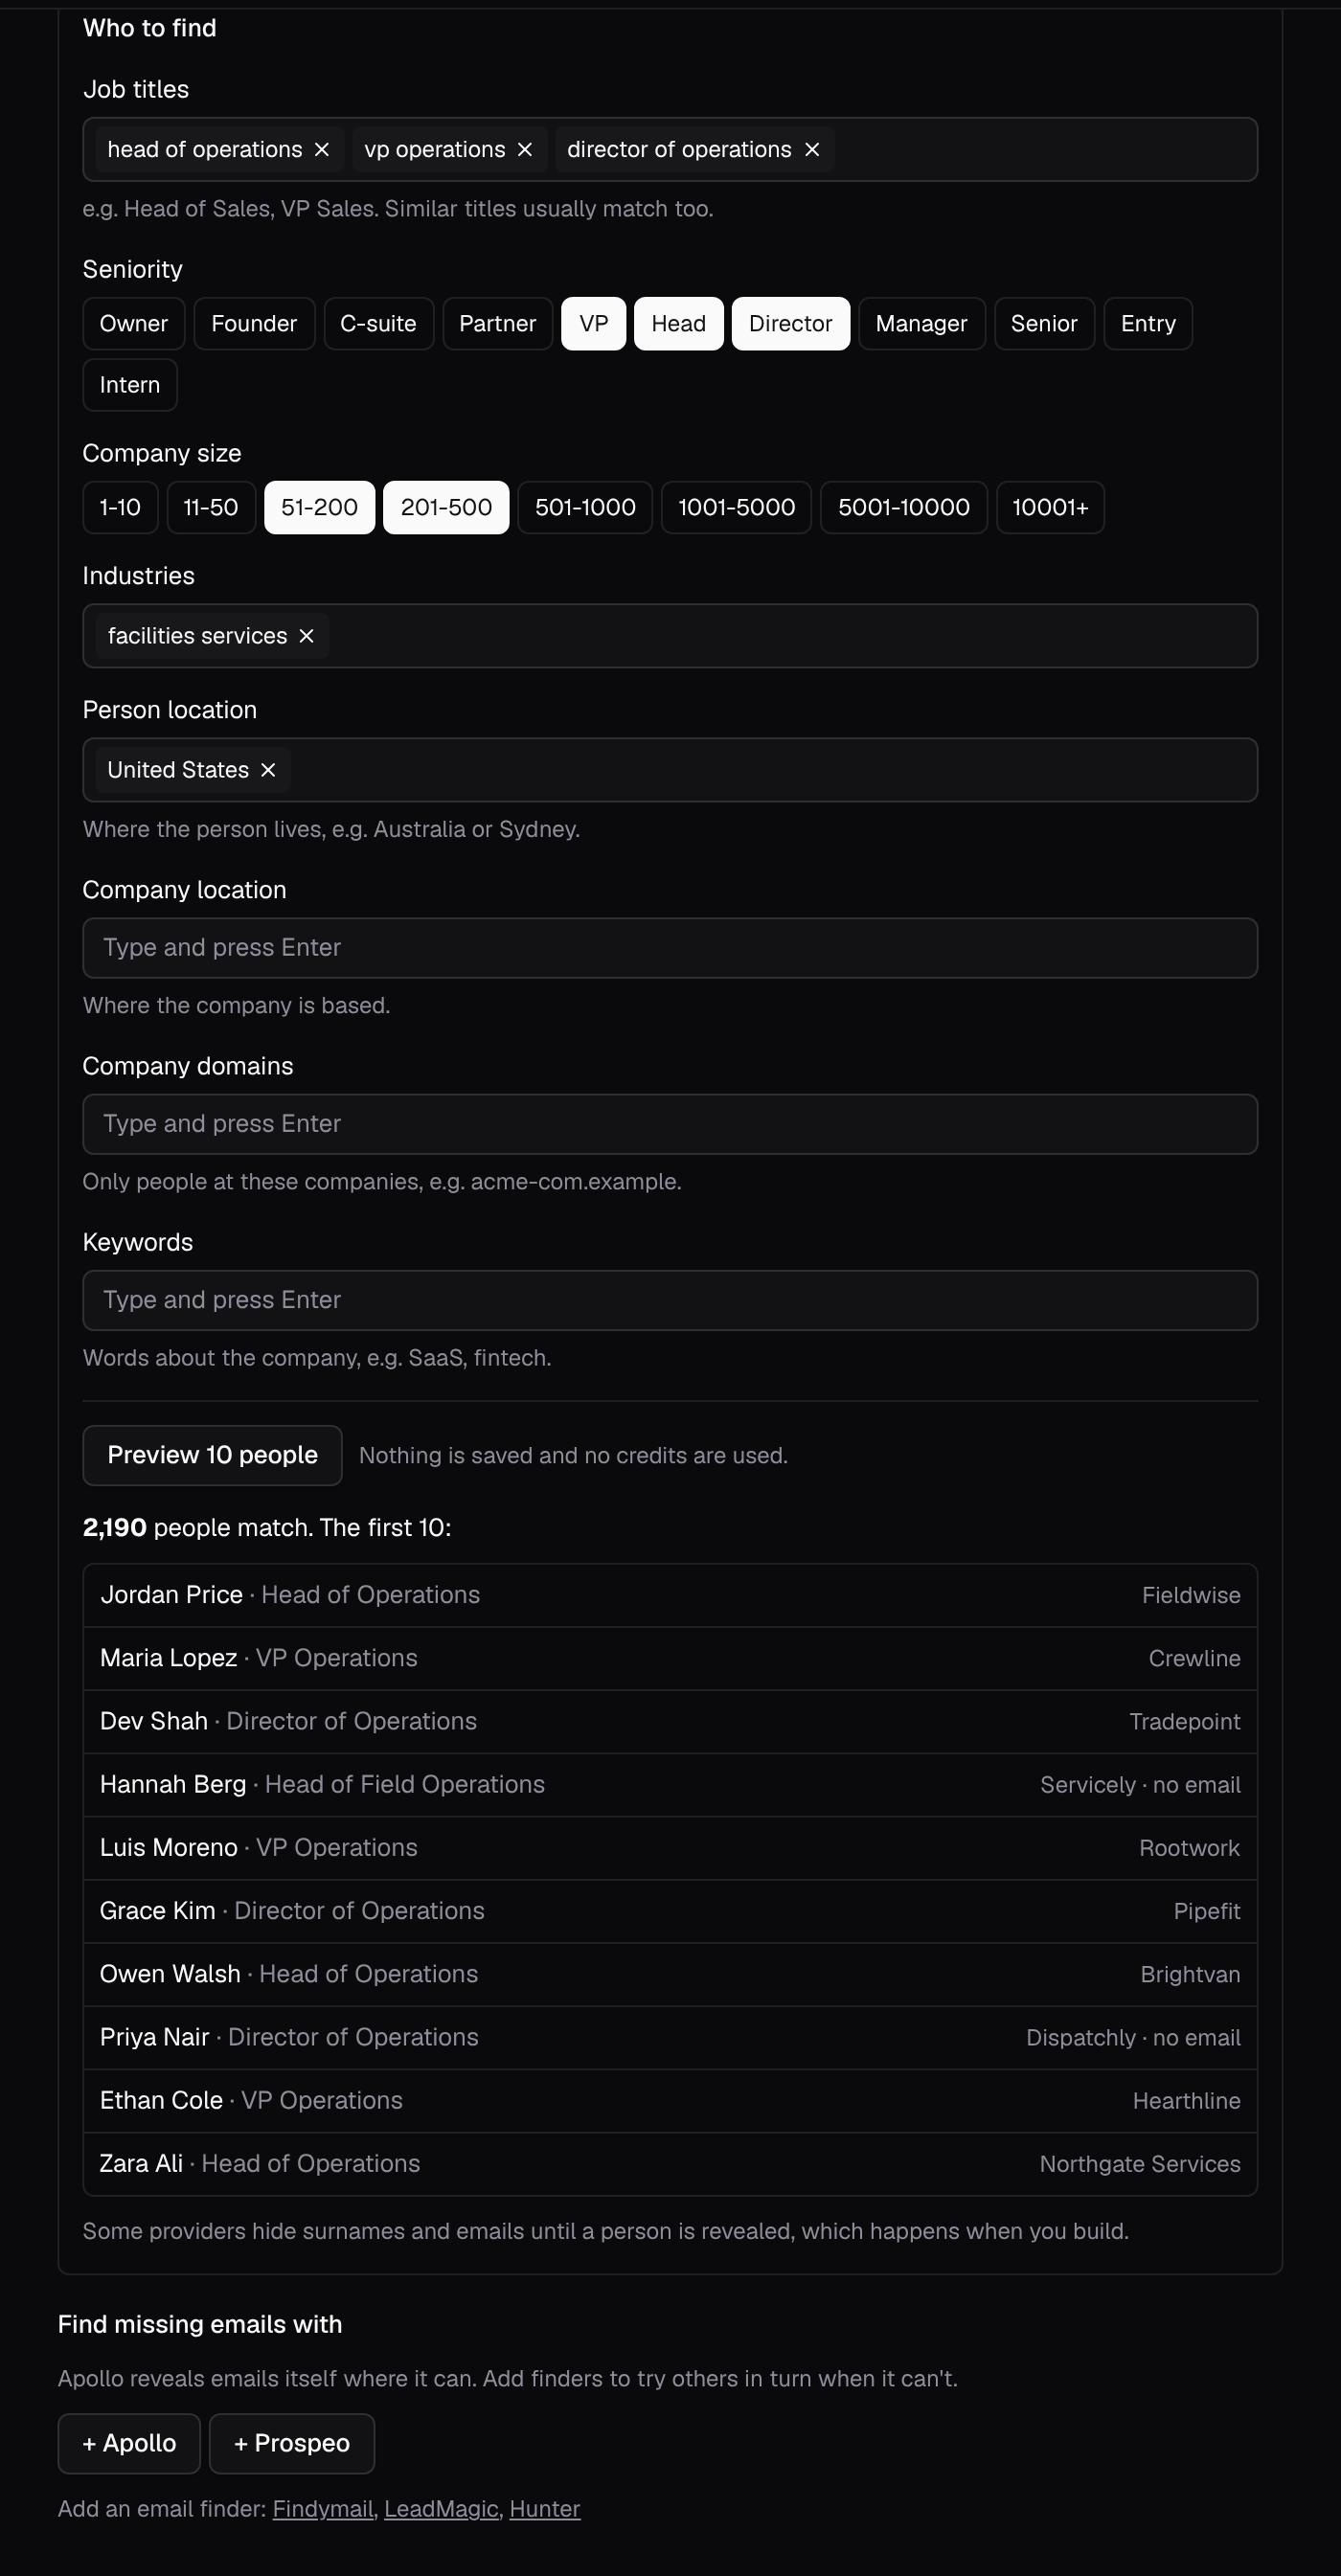 Who to find
Job titles
head of operations × vp operations × director of operations ×
e.g. Head of Sales, VP Sales. Similar titles usually match too.
Seniority
Owner Founder C-suite Partner VP Head Director Manager Senior Entry
Intern
Company size
1-10 11-50 51-200 201-500 501-1000 1001-5000 5001-10000 10001+
Industries
facilities services ×
Person location
United States ×
Where the person lives, e.g. Australia or Sydney.
Company location
Type and press Enter
Where the company is based.
Company domains
Type and press Enter
Only people at these companies, e.g. acme-com.example.
Keywords
Type and press Enter
Words about the company, e.g. SaaS, fintech.
Preview 10 people Nothing is saved and no credits are used.
2,190 people match. The first 10:
Jordan Price · Head of Operations Fieldwise
Maria Lopez · VP Operations Crewline
Dev Shah · Director of Operations Tradepoint
Hannah Berg · Head of Field Operations Servicely · no email
Luis Moreno · VP Operations Rootwork
Grace Kim · Director of Operations Pipefit
Owen Walsh · Head of Operations Brightvan
Priya Nair · Director of Operations Dispatchly · no email
Ethan Cole · VP Operations Hearthline
Zara Ali · Head of Operations Northgate Services
Some providers hide surnames and emails until a person is revealed, which happens when you build.
Find missing emails with
Apollo reveals emails itself where it can. Add finders to try others in turn when it can't.
+ Apollo + Prospeo
Add an email finder: Findymail, LeadMagic, Hunter